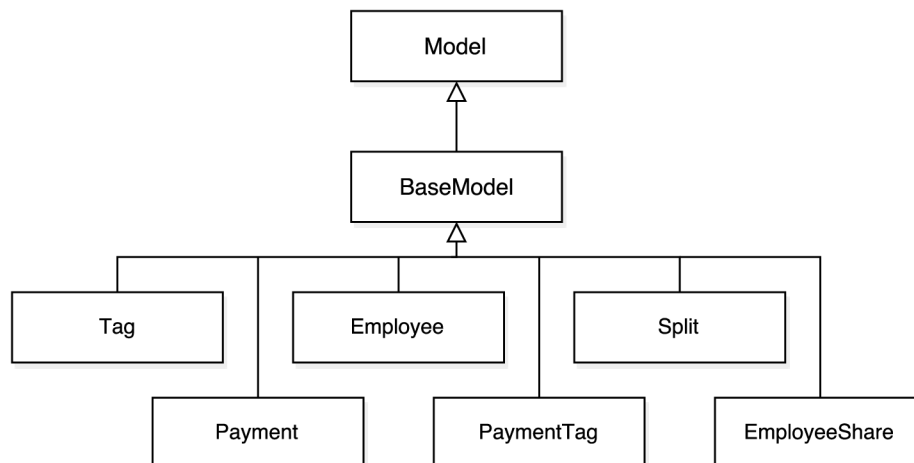 Model
BaseModel
Tag
Employee
Split
Payment
PaymentTag
EmployeeShare